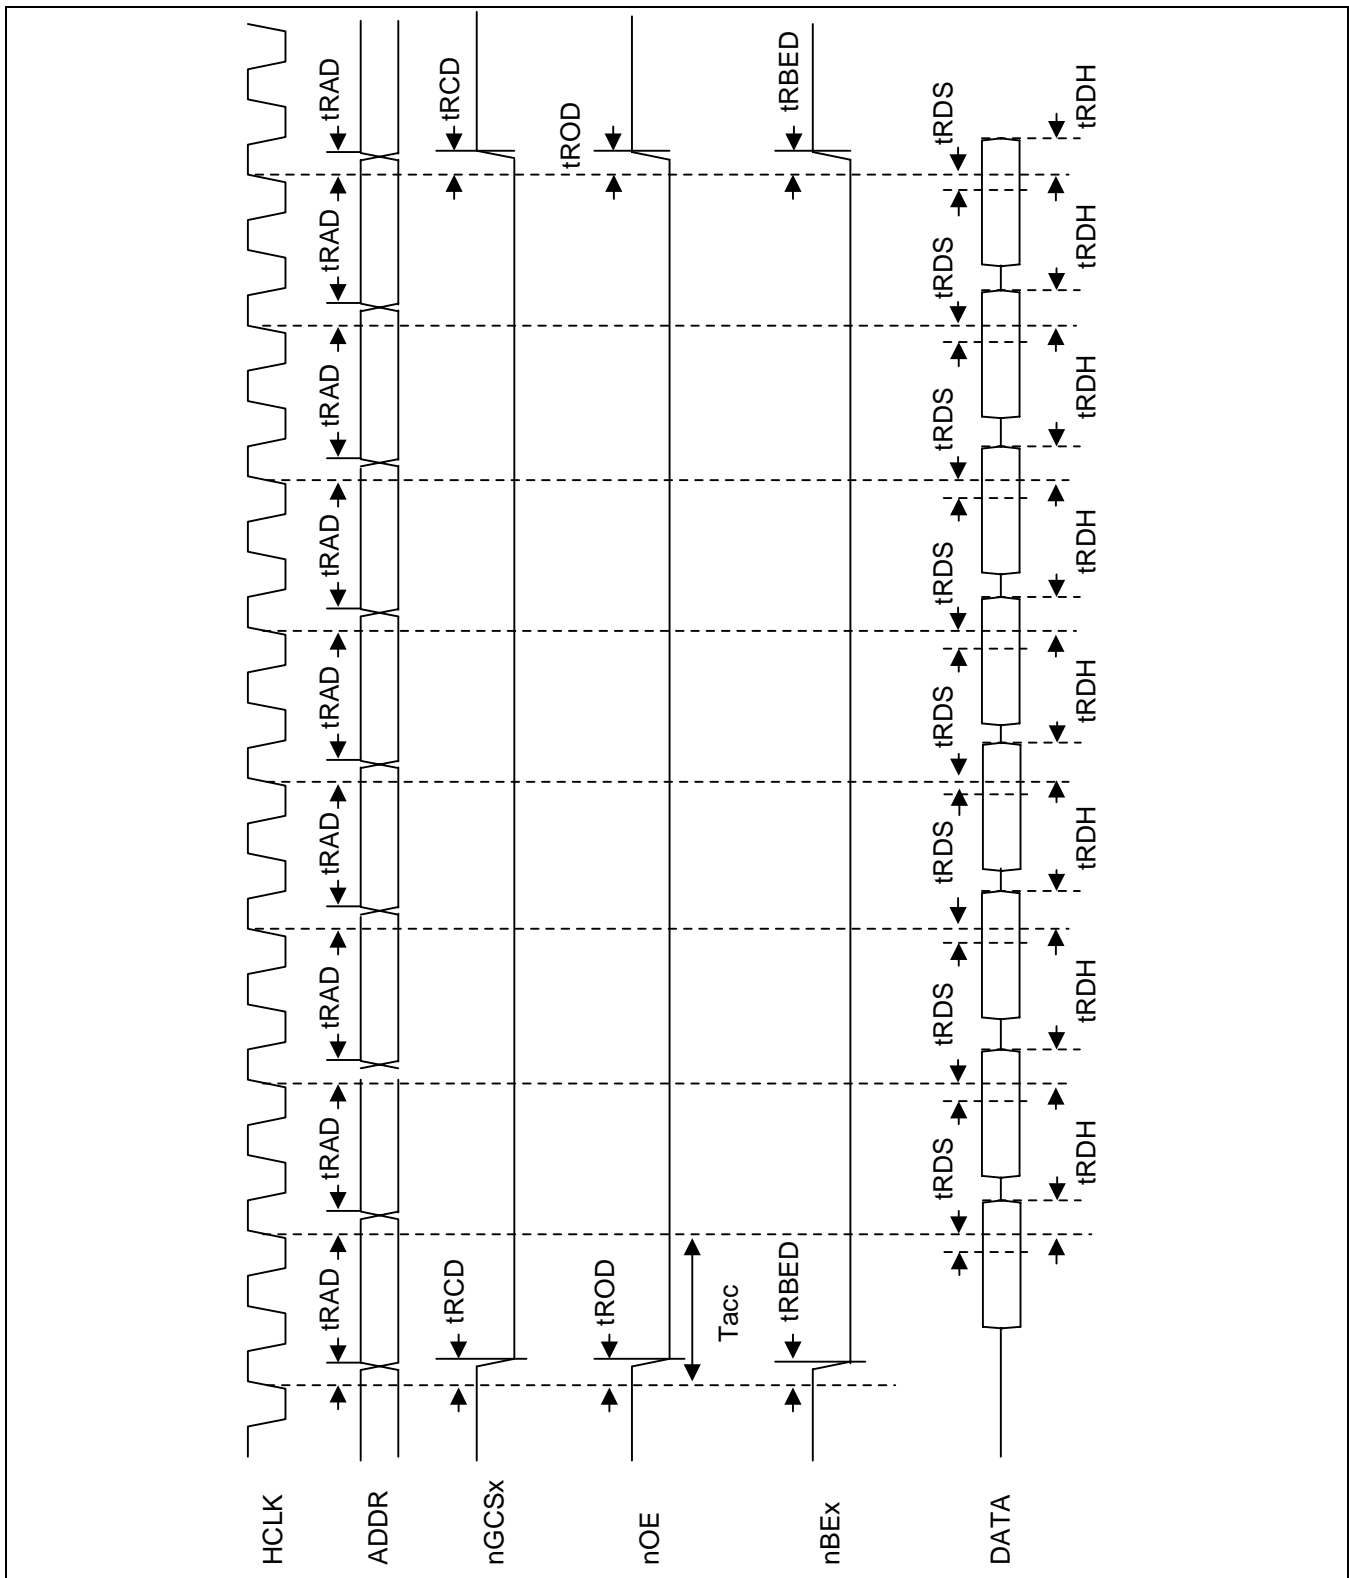 HCLK
tRAD tRAD tRAD tRAD tRAD tRAD tRAD tRAD tRAD
ADDR
tRCD tRCD
nGCSx
tROD tROD
nOE
Tacc
tRBED tRBED
nBEx
tRDS tRDS tRDS tRDS tRDS tRDS tRDS tRDS
DATA
tRDH tRDH tRDH tRDH tRDH tRDH tRDH tRDH